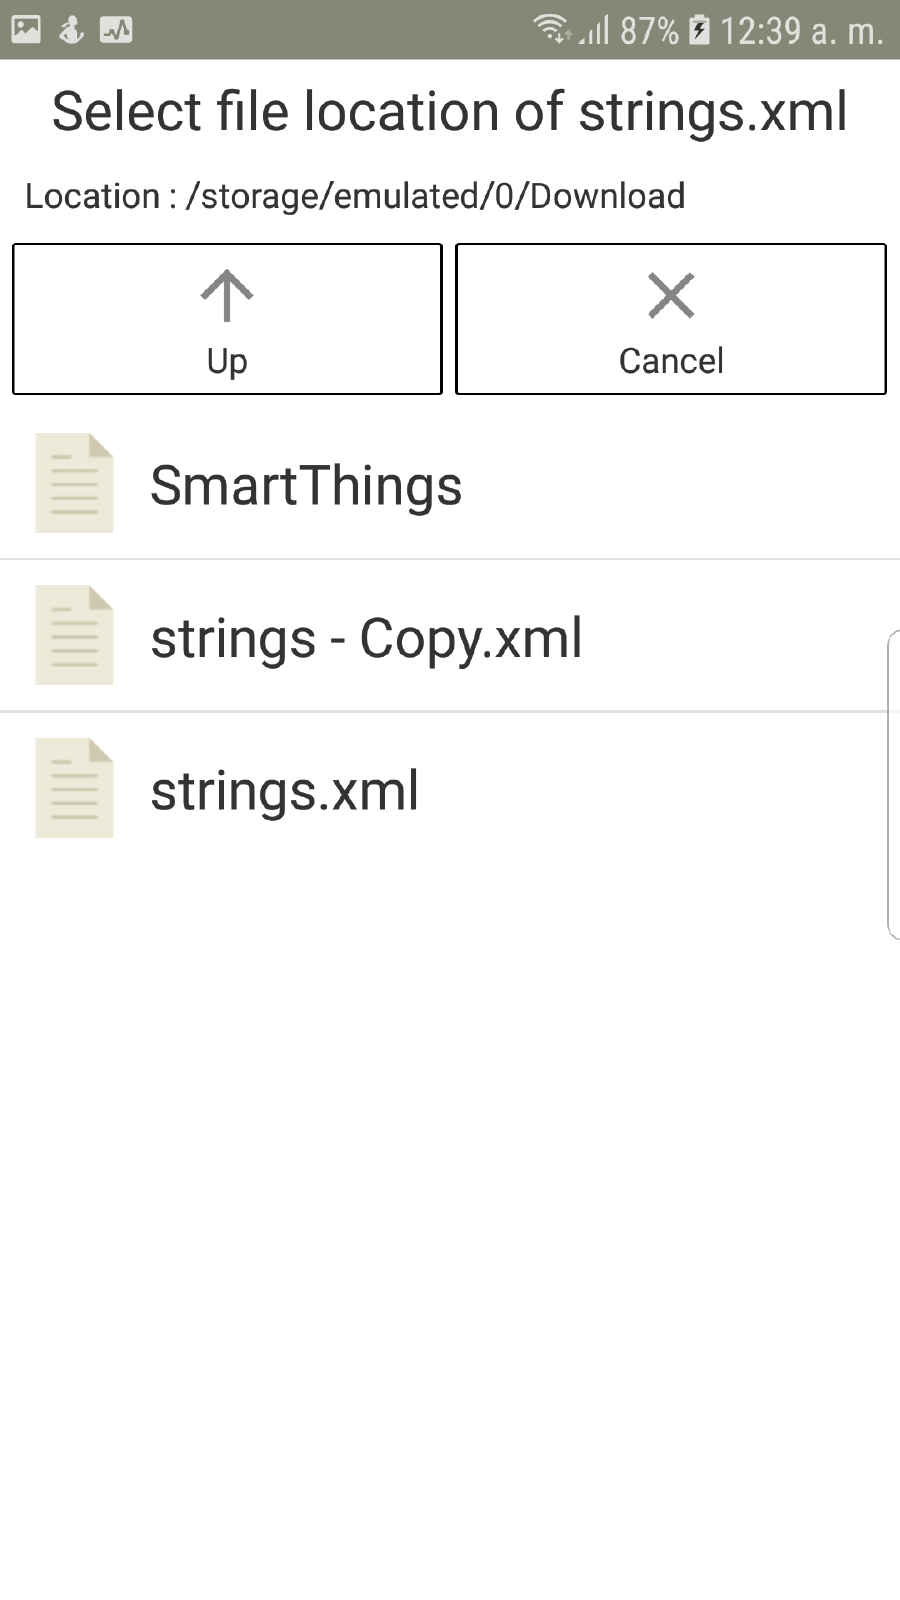 87% 12:39 a. m.
Select file location of strings.xml
Location : /storage/emulated/0/Download
Up
Cancel
SmartThings
strings - Copy.xml
strings.xml